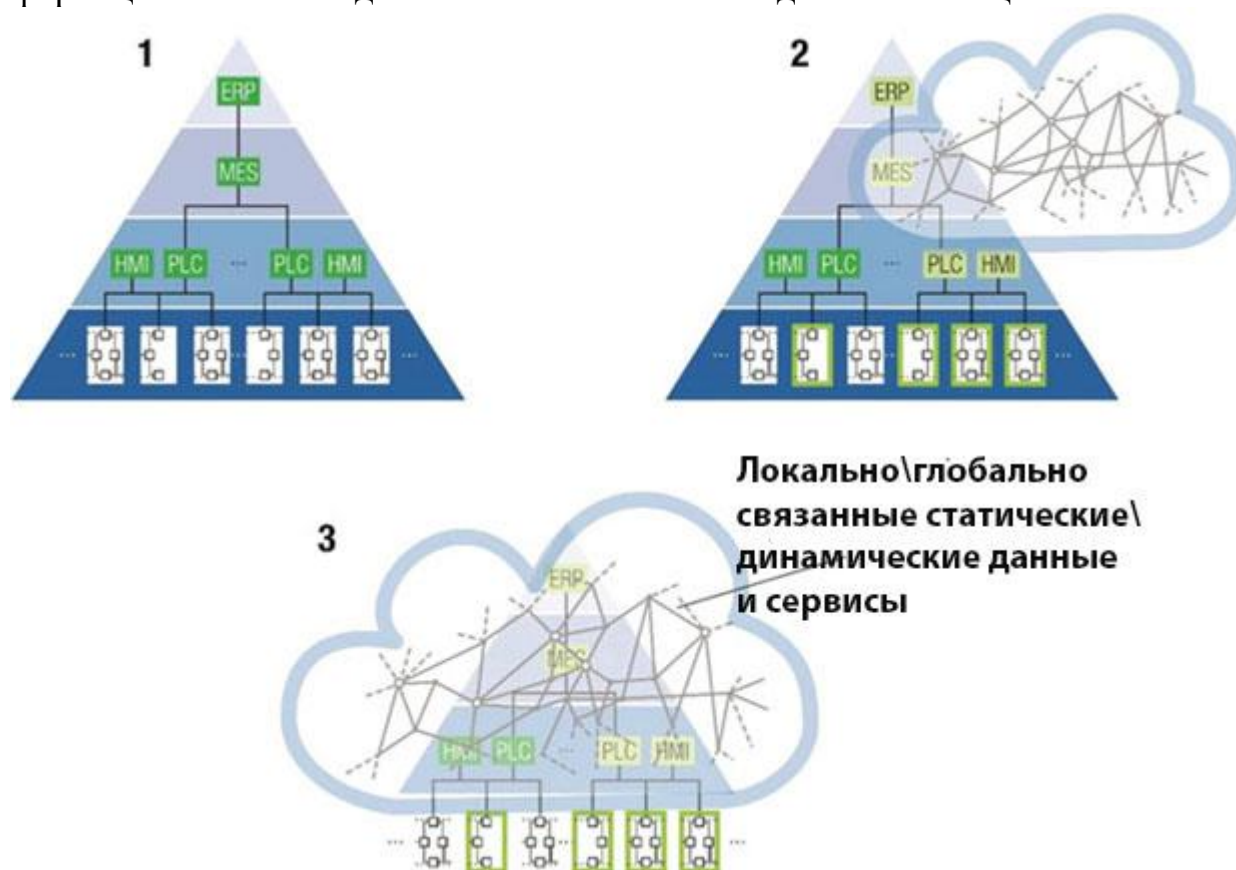 1
ERP
MES
HMI PLC ... PLC HMI
... ... ...
2
ERP
MES
HMI PLC ... PLC HMI
... ... ...
Локально\глобально
связанные статические\
динамические данные
и сервисы
3
ERP
MES
HMI PLC ... PLC HMI
... ... ...